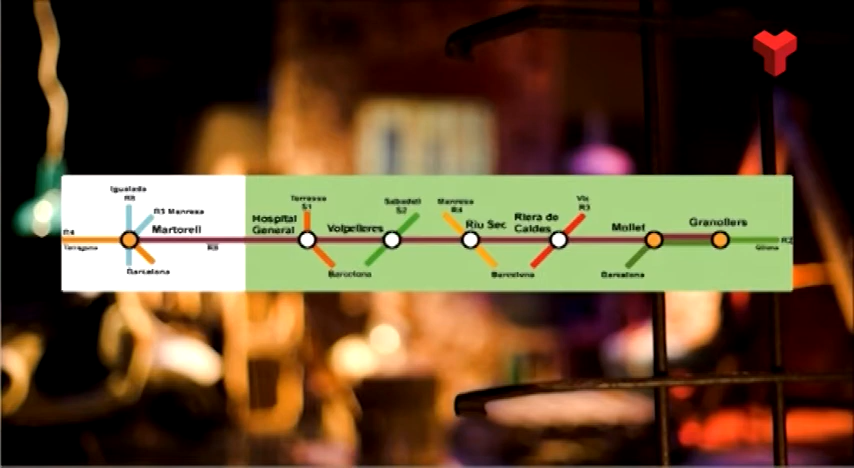 Igualada
R6
R5 Manresa
Martorell
R4
Tarragona
R8
Barcelona
Hospital
General
Terrassa
S1
Barcelona
Volpelleres
Sabadell
S2
Manresa
R4
Riu Sec
Barcelona
Riera de
Caldes
Vic
R3
Mollet
Barcelona
Granollers
Girona
R2